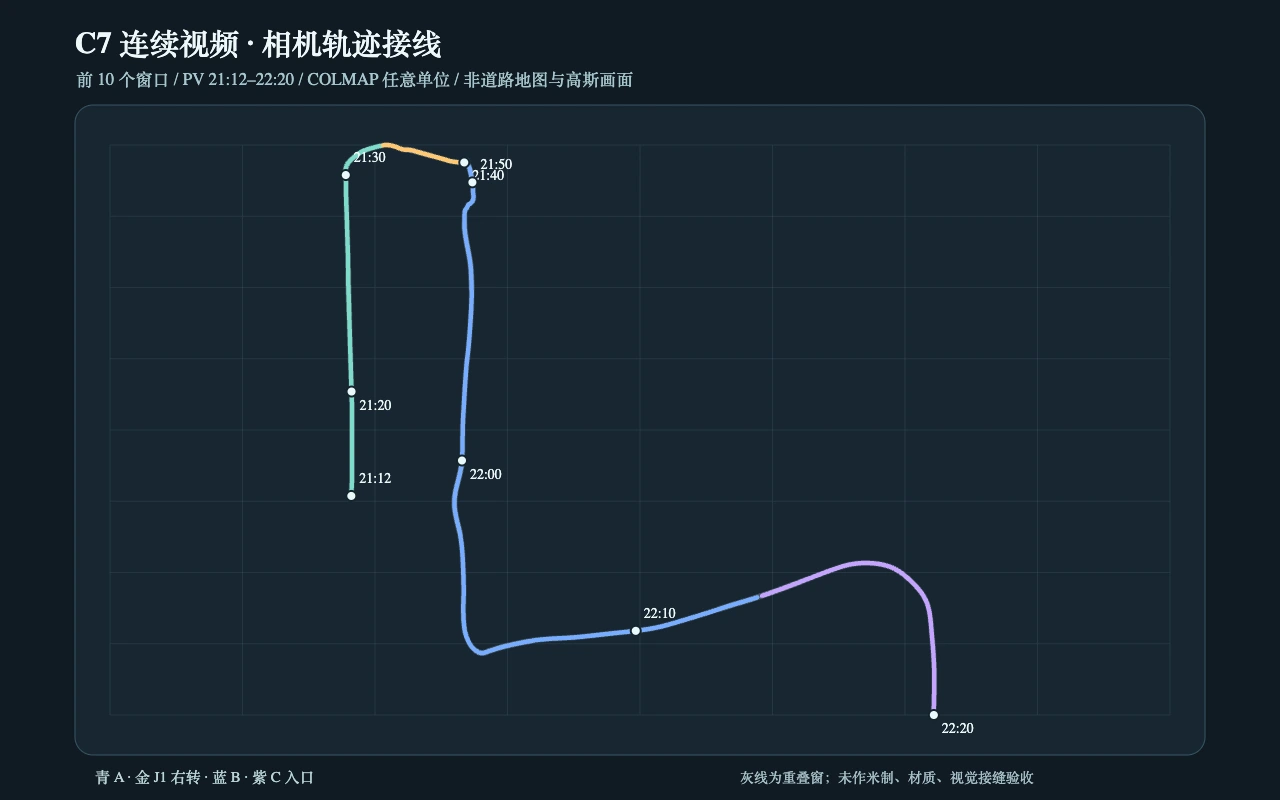 C7 连续视频 · 相机轨迹接线
前 10 个窗口 / PV 21:12–22:20 / COLMAP 任意单位 / 非道路地图与高斯画面
21:30
21:50
21:40
21:20
21:12
22:00
22:10
22:20
青 A · 金 J1 右转 · 蓝 B · 紫 C 入口
灰线为重叠窗；未作米制、材质、视觉接缝验收